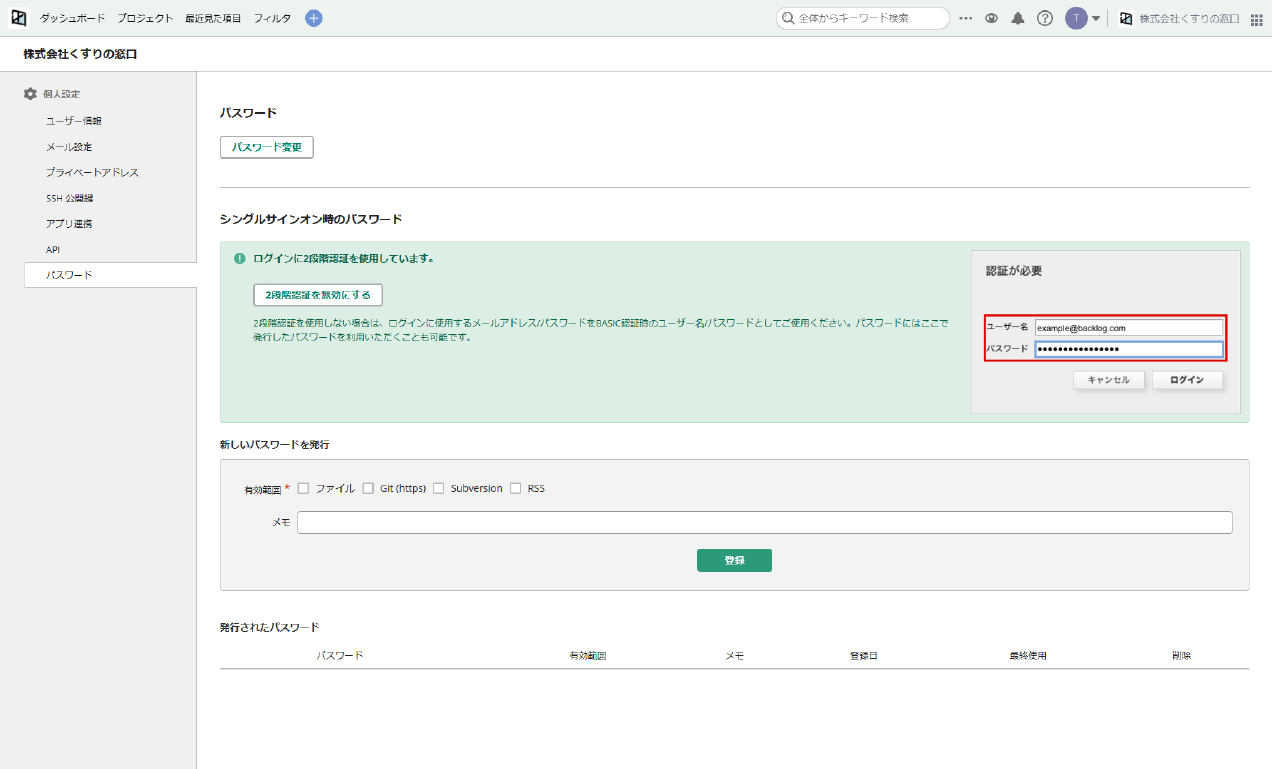 ダッシュボード プロジェクト 最近見た項目 フィルタ
全体からキーワード検索
T
株式会社くすりの窓口
株式会社くすりの窓口
個人設定
ユーザー情報
メール設定
プライベートアドレス
SSH 公開鍵
アプリ連携
API
パスワード
パスワード
パスワード変更
シングルサインオン時のパスワード
ログインに2段階認証を使用しています。
2段階認証を無効にする
2段階認証を使用しない場合は、ログインに使用するメールアドレス/パスワードをBASIC認証時のユーザー名/パスワードとしてご使用ください。パスワードにはここで
発行したパスワードを利用いただくことも可能です。
認証が必要
ユーザー名 example@backlog.com
パスワード ••••••••••••••••
キャンセル ログイン
新しいパスワードを発行
有効範囲 * ファイル Git (https) Subversion RSS
メモ
登録
発行されたパスワード
パスワード 有効範囲 メモ 登録日 最終使用 削除